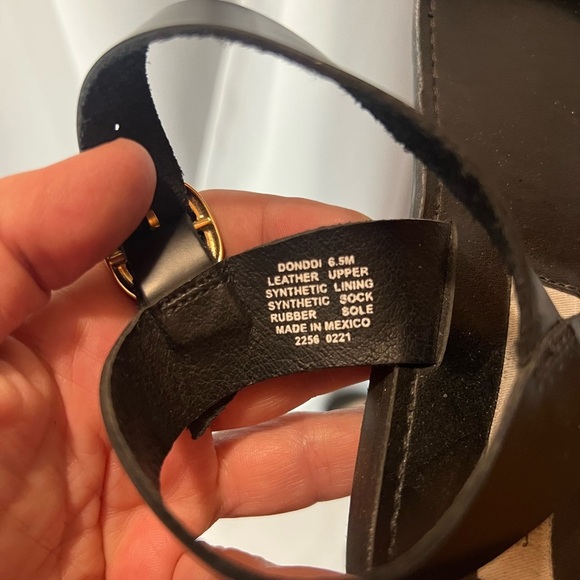 DONDDI 6.5M
LEATHER UPPER
SYNTHETIC LINING
SYNTHETIC SOCK
RUBBER SOLE
MADE IN MEXICO
2256 0221